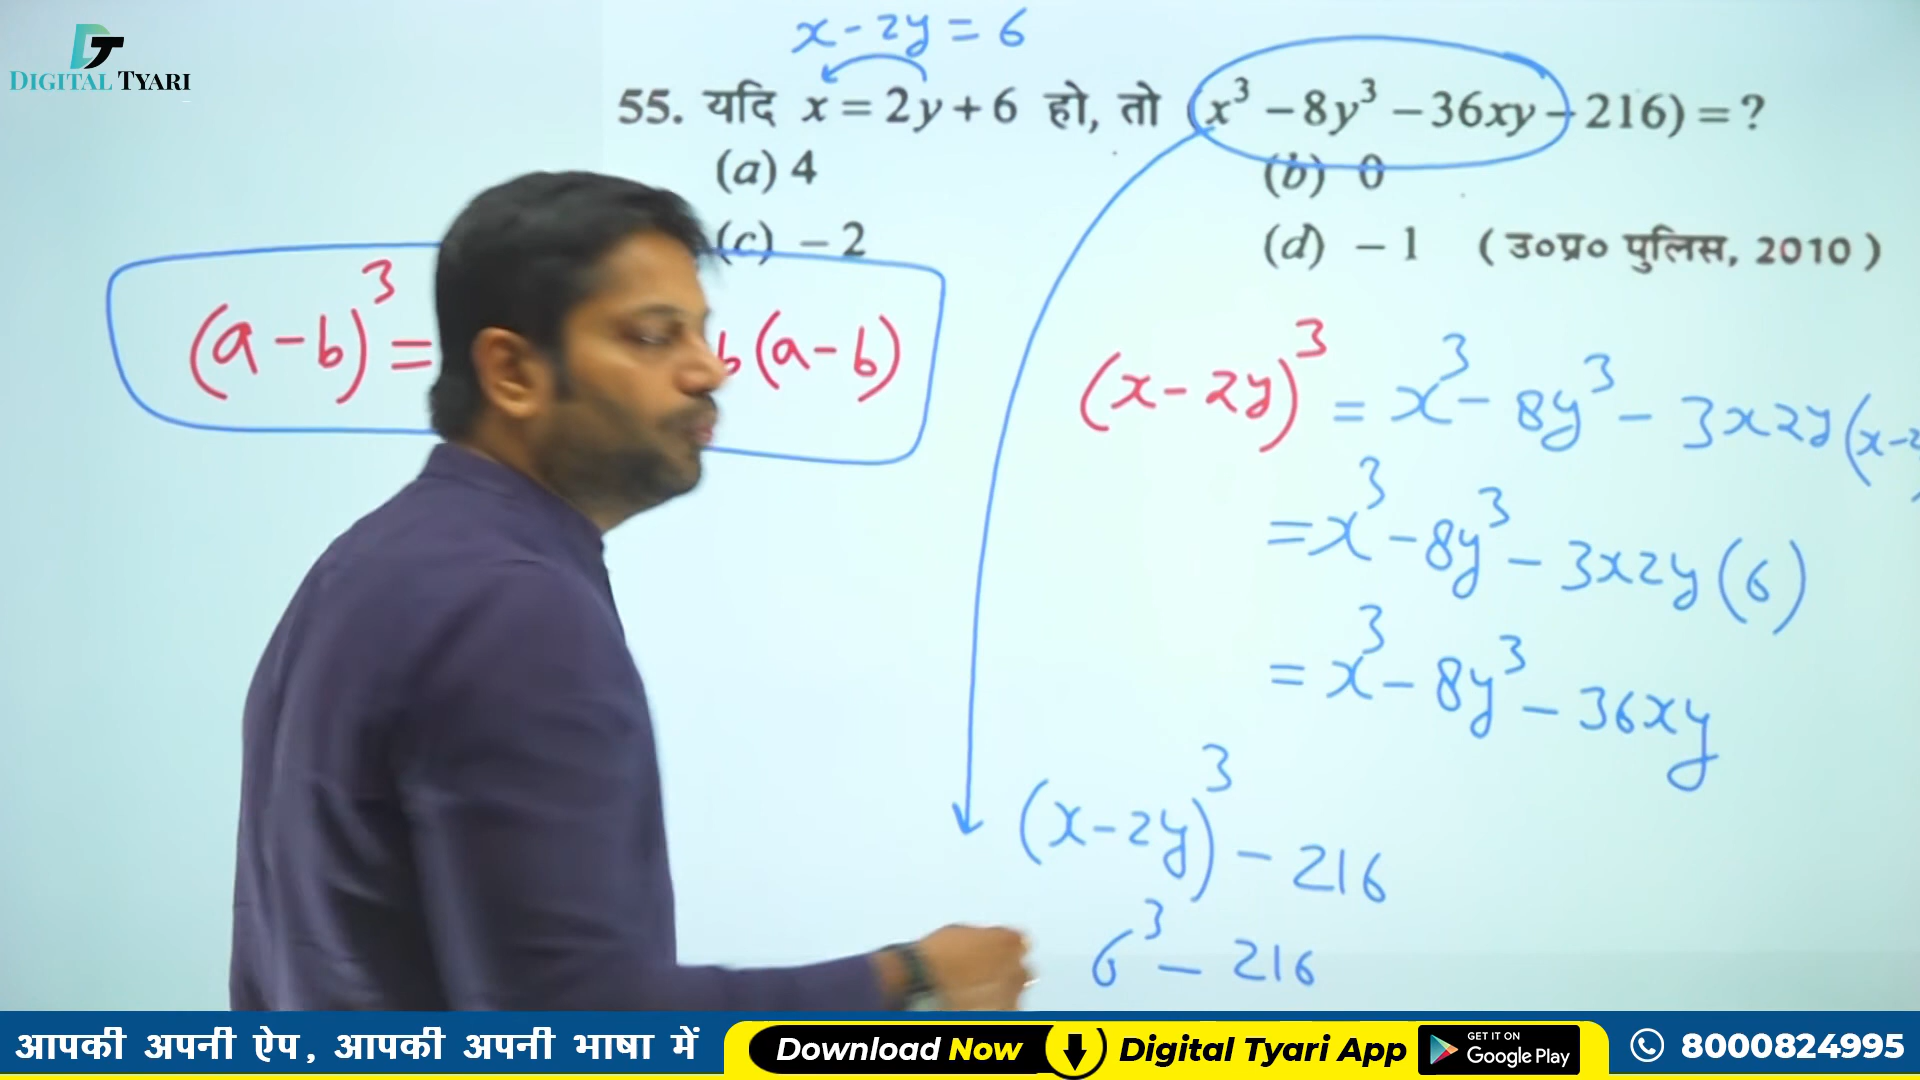 DT
DIGITAL TYARI
x - 2y = 6
55. यदि x = 2y + 6 हो, तो (x³ - 8y³ - 36xy - 216) = ?
(a) 4
(b) 0
(c) - 2
(d) - 1 ( उ०प्र० पुलिस, 2010 )
(a - b)³ = b (a - b)
(x - 2y)³ = x³ - 8y³ - 3x2y (x - 2
= x³ - 8y³ - 3x2y (6)
= x³ - 8y³ - 36xy
(x - 2y)³ - 216
6³ - 216
आपकी अपनी ऐप, आपकी अपनी भाषा में
Download Now
Digital Tyari App
GET IT ON
Google Play
8000824995